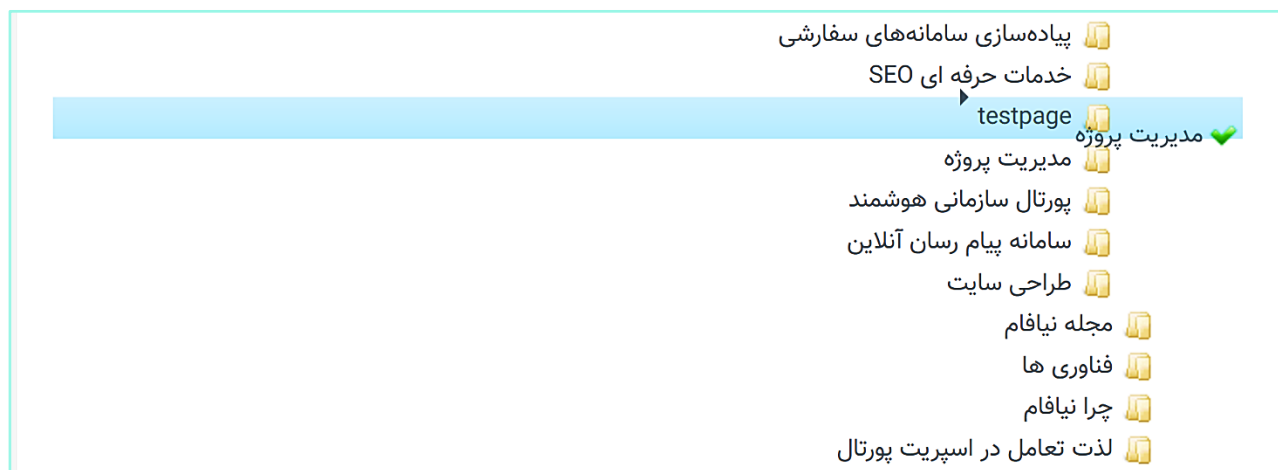 پیاده‌سازی سامانه‌های سفارشی
خدمات حرفه ای SEO
testpage
مدیریت پروژه
مدیریت پروژه
پورتال سازمانی هوشمند
سامانه پیام رسان آنلاین
طراحی سایت
مجله نیافام
فناوری ها
چرا نیافام
لذت تعامل در اسپریت پورتال